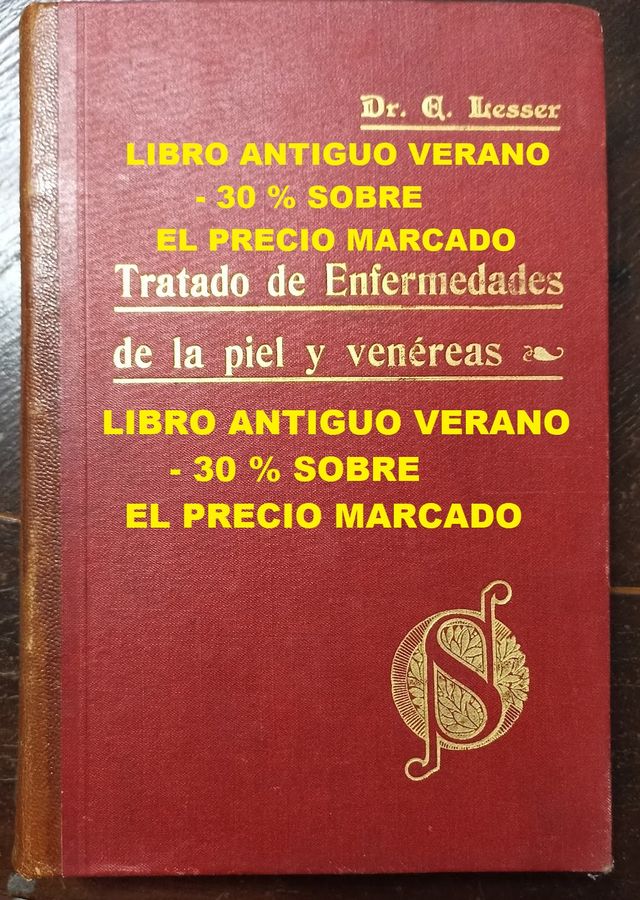 Dr. E. Lesser
LIBRO ANTIGUO VERANO
- 30 % SOBRE
EL PRECIO MARCADO
Tratado de Enfermedades
de la piel y venéreas
LIBRO ANTIGUO VERANO
- 30 % SOBRE
EL PRECIO MARCADO
S